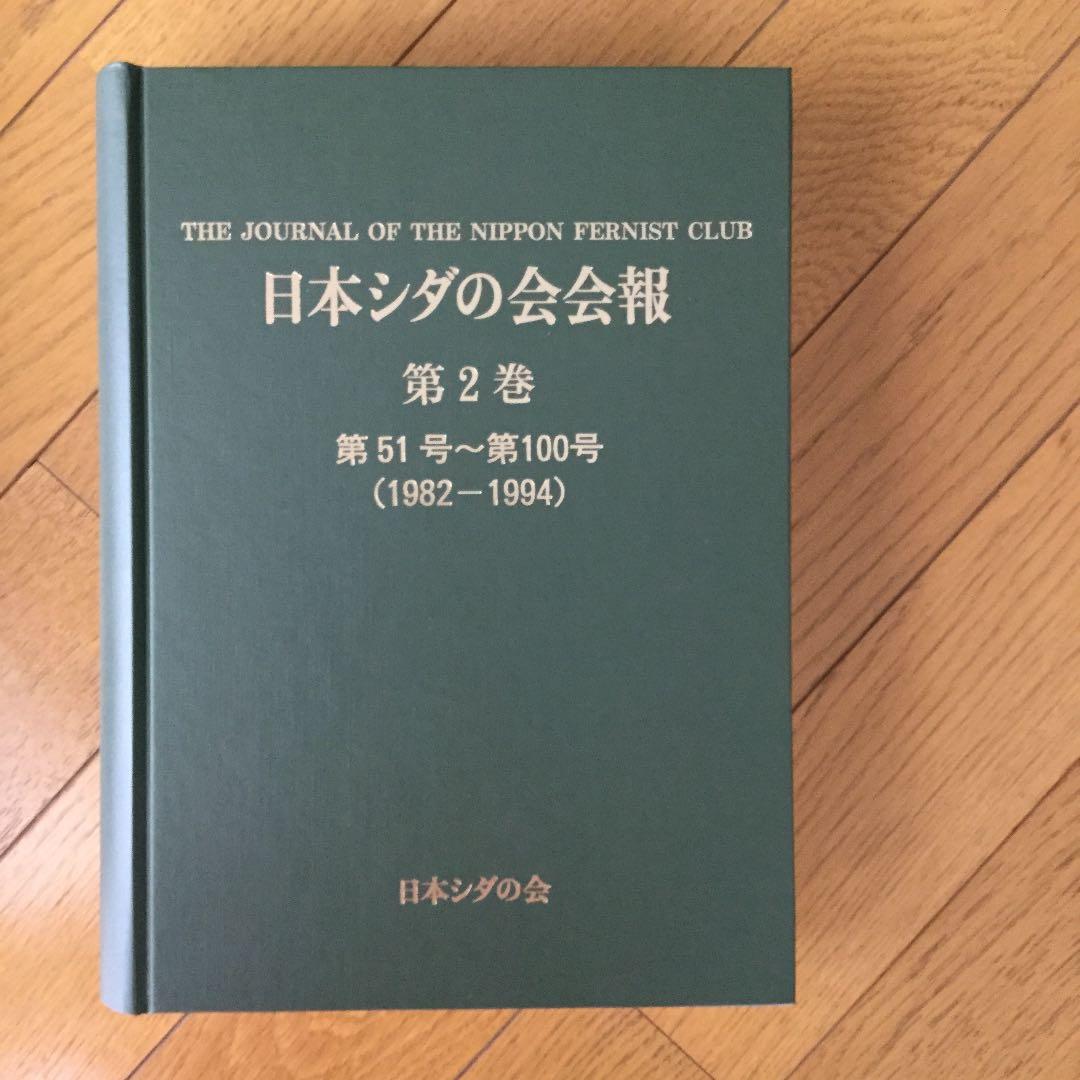 THE JOURNAL OF THE NIPPON FERNIST CLUB
日本シダの会会報
第2巻
第51号〜第100号
(1982－1994)
日本シダの会